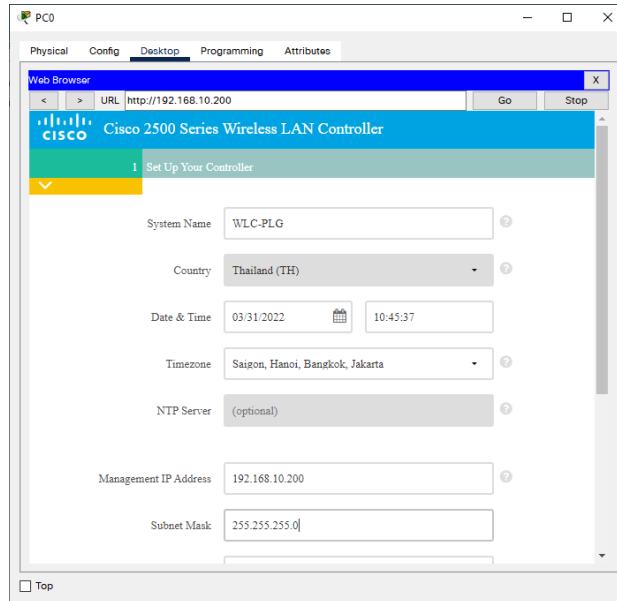 PC0
Physical Config Desktop Programming Attributes
Web Browser X
< > URL http://192.168.10.200 Go Stop
CISCO Cisco 2500 Series Wireless LAN Controller
1 Set Up Your Controller
System Name WLC-PLG ?
Country Thailand (TH) ?
Date & Time 03/31/2022 10:45:37
Timezone Saigon, Hanoi, Bangkok, Jakarta ?
NTP Server (optional) ?
Management IP Address 192.168.10.200 ?
Subnet Mask 255.255.255.0
Top